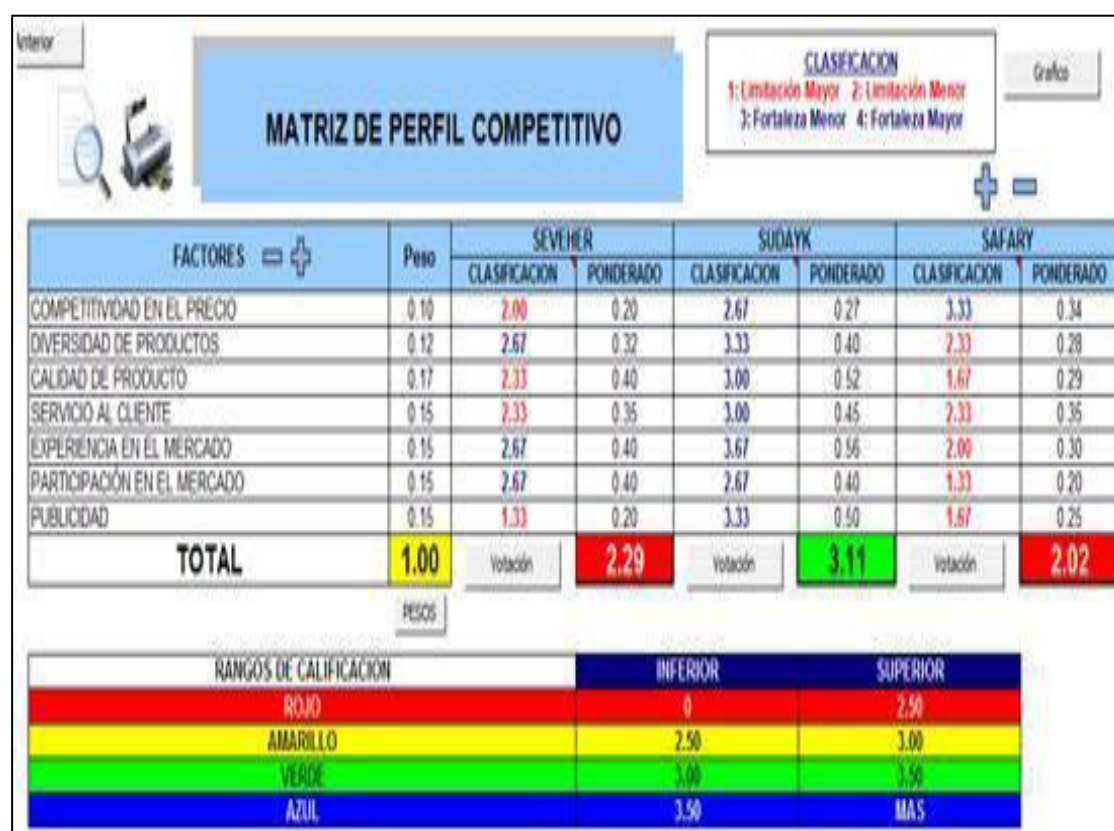 Anterior
CLASIFICACION
1: Limitación Mayor 2: Limitación Menor
3: Fortaleza Menor 4: Fortaleza Mayor
Grafico
MATRIZ DE PERFIL COMPETITIVO
FACTORES Peso SEVEHER SUDAYK SAFARY
CLASIFICACION PONDERADO CLASIFICACION PONDERADO CLASIFICACION PONDERADO
COMPETITIVIDAD EN EL PRECIO 0.10 2.00 0.20 2.67 0.27 3.33 0.34
DIVERSIDAD DE PRODUCTOS 0.12 2.67 0.32 3.33 0.40 2.33 0.28
CALIDAD DE PRODUCTO 0.17 2.33 0.40 3.00 0.52 1.67 0.29
SERVICIO AL CLIENTE 0.15 2.33 0.35 3.00 0.45 2.33 0.35
EXPERIENCIA EN EL MERCADO 0.15 2.67 0.40 3.67 0.56 2.00 0.30
PARTICIPACIÓN EN EL MERCADO 0.15 2.67 0.40 2.67 0.40 1.33 0.20
PUBLICIDAD 0.15 1.33 0.20 3.33 0.50 1.67 0.25
TOTAL 1.00 Votación 2.29 Votación 3.11 Votación 2.02
PESOS
RANGOS DE CALIFICACION INFERIOR SUPERIOR
ROJO 0 2.50
AMARILLO 2.50 3.00
VERDE 3.00 3.50
AZUL 3.50 MAS